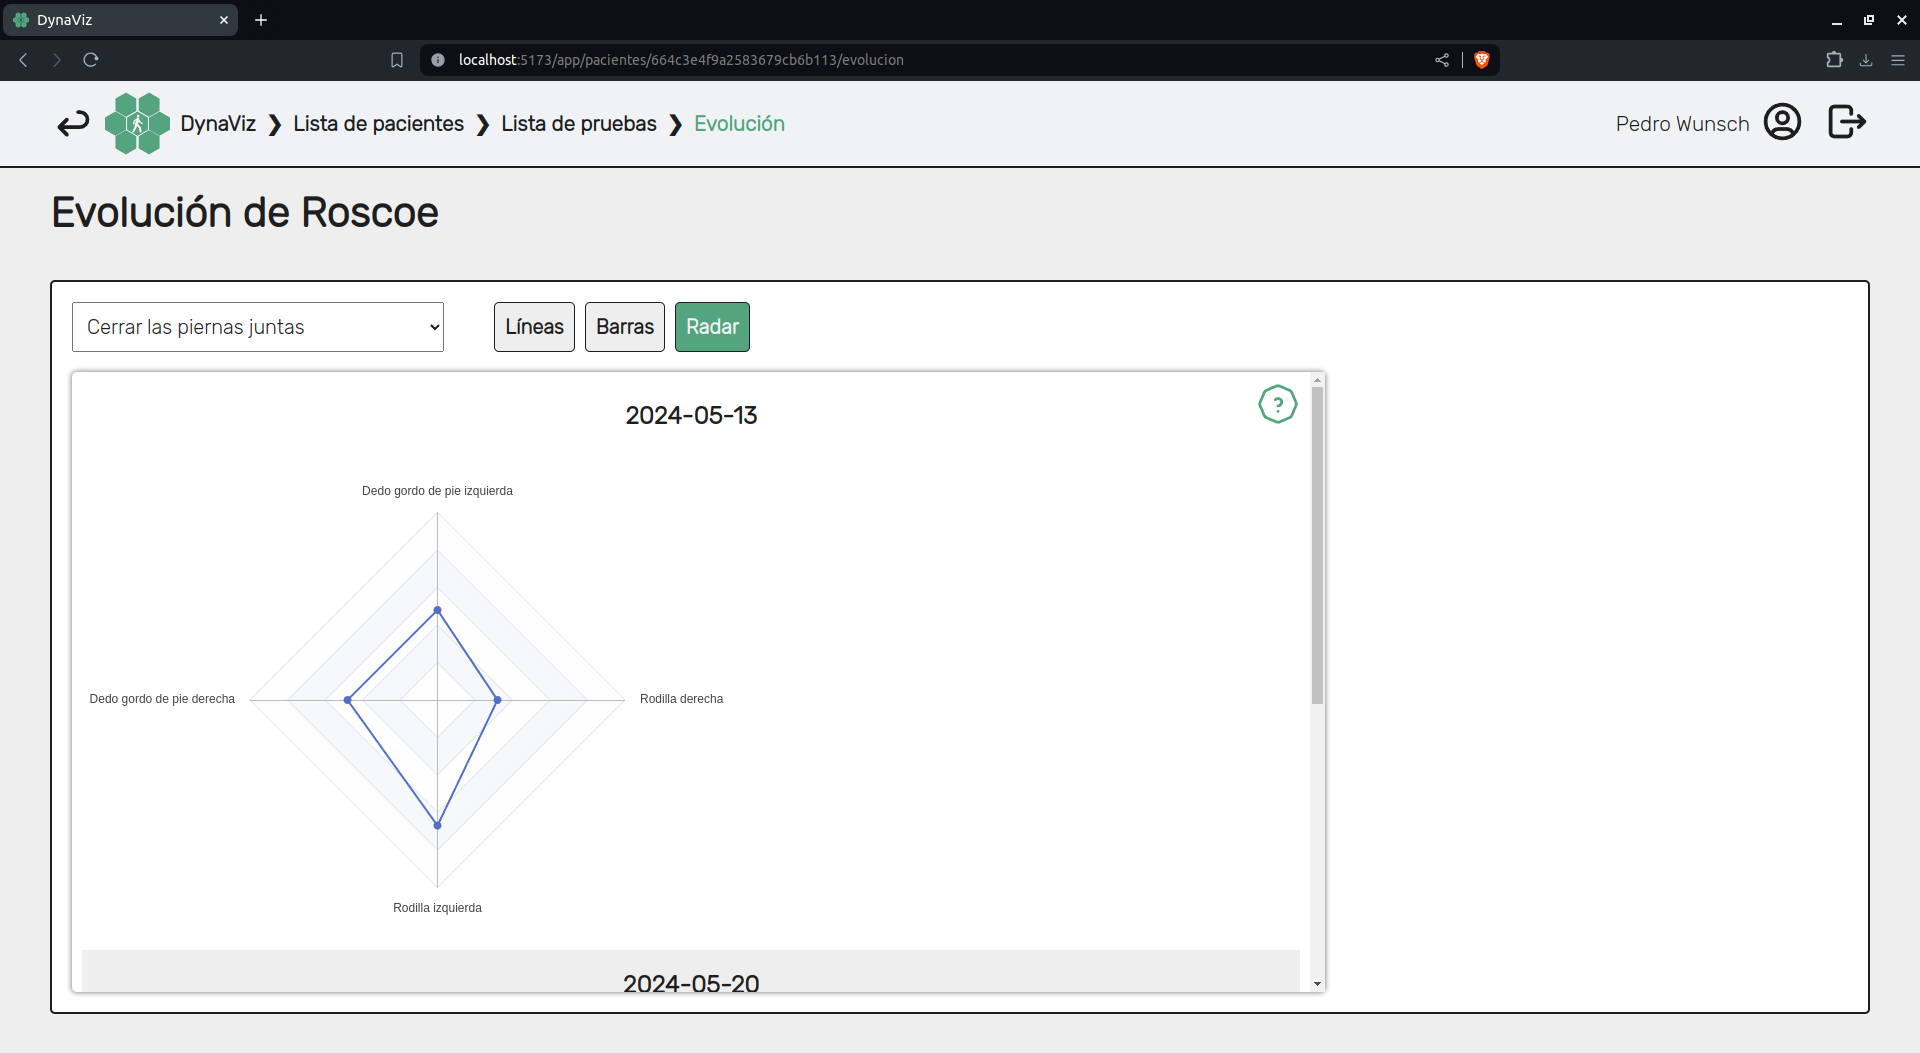 DynaViz
localhost:5173/app/pacientes/664c3e4f9a2583679cb6b113/evolucion
DynaViz ❯ Lista de pacientes ❯ Lista de pruebas ❯ Evolución
Pedro Wunsch
Evolución de Roscoe
Cerrar las piernas juntas
Líneas
Barras
Radar
?
2024-05-13
Dedo gordo de pie izquierda
Dedo gordo de pie derecha
Rodilla derecha
Rodilla izquierda
2024-05-20